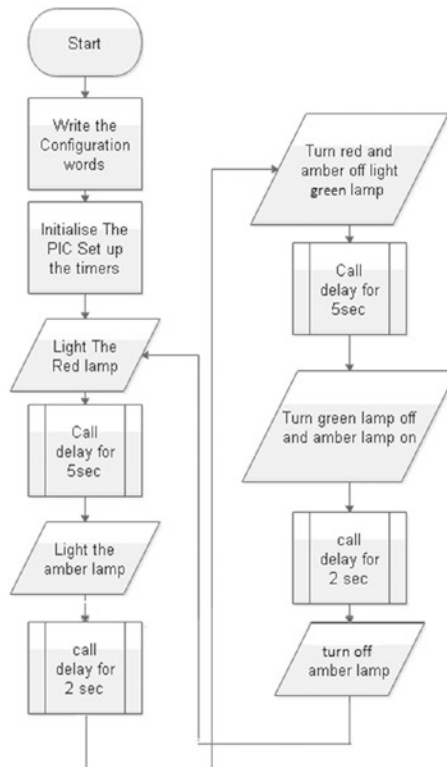 Start
Write the
Configuration
words
Initialise The
PIC Set up
the timers
Light The
Red lamp
Call
delay for
5sec
Light the
amber lamp
call
delay for
2 sec
Turn red and
amber off light
green lamp
Call
delay for
5sec
Turn green lamp off
and amber lamp on
call
delay for
2 sec
turn off
amber lamp